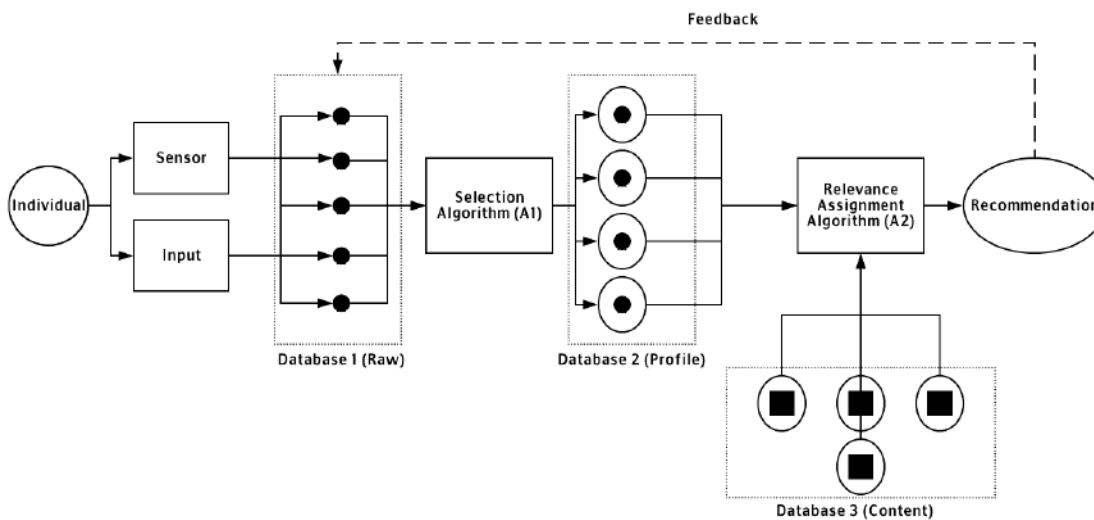 Feedback
Individual
Sensor
Input
Database 1 (Raw)
Selection
Algorithm (A1)
Database 2 (Profile)
Relevance
Assignment
Algorithm (A2)
Recommendation
Database 3 (Content)